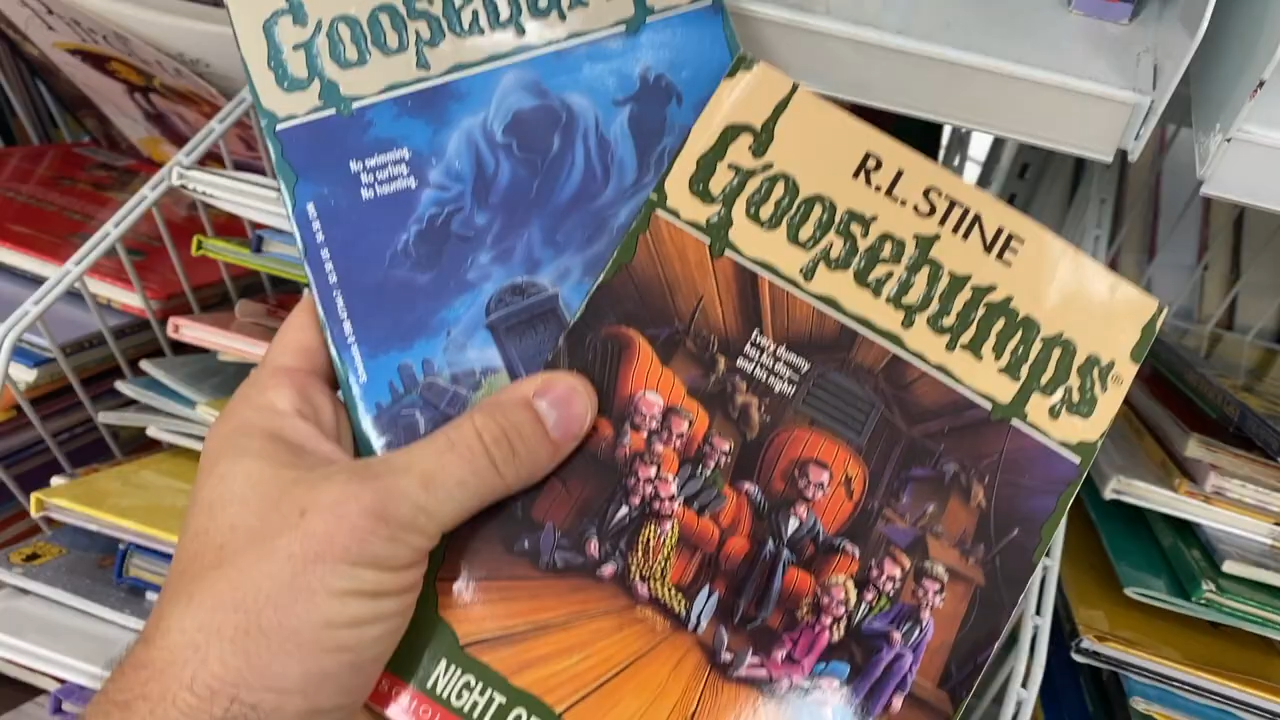 Goosebumps
No swimming.
No surfing.
No haunting.
R.L. STINE
Goosebumps
Every dummy
has his day...
and his night!
NIGHT OF